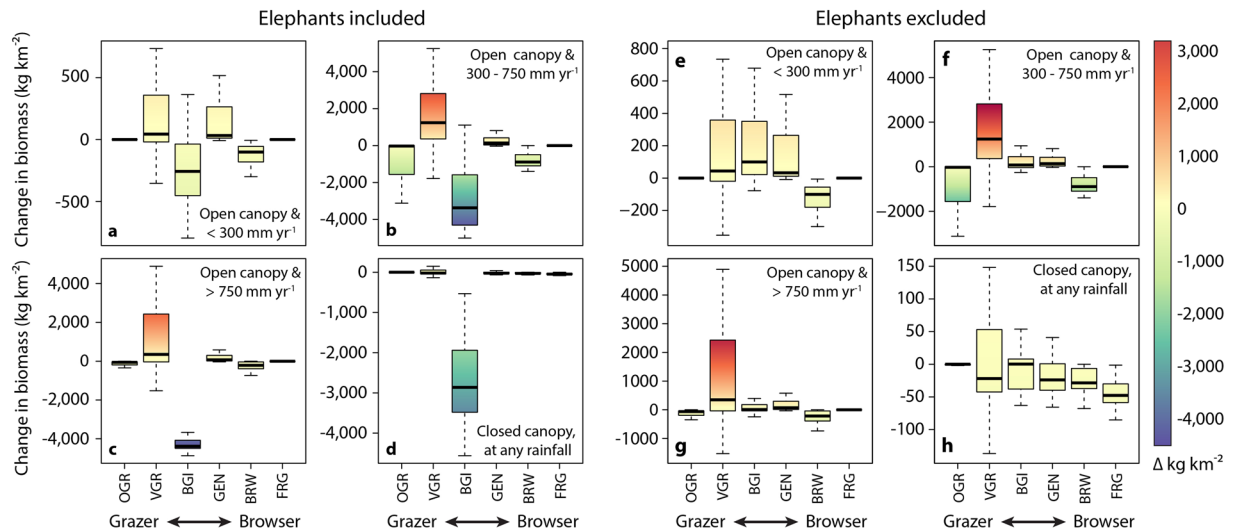 Elephants included
Elephants excluded
Change in biomass (kg km-2)
500
0
-500
Open canopy &
< 300 mm yr-1
a
4,000
2,000
0
-2,000
-4,000
Open canopy &
300 - 750 mm yr-1
b
800
600
400
200
0
−200
Open canopy &
< 300 mm yr-1
e
4000
2000
0
−2000
Open canopy &
300 - 750 mm yr-1
f
Change in biomass (kg km-2)
4,000
2,000
0
-2,000
-4,000
Open canopy &
> 750 mm yr-1
c
0
-1,000
-2,000
-3,000
-4,000
Closed canopy,
at any rainfall
d
5000
4000
3000
2000
1000
0
-1000
Open canopy &
> 750 mm yr-1
g
150
100
50
0
-50
-100
Closed canopy,
at any rainfall
h
3,000
2,000
1,000
0
-1,000
-2,000
-3,000
-4,000
Δ kg km-2
OGR VGR BGI GEN BRW FRG
OGR VGR BGI GEN BRW FRG
OGR VGR BGI GEN BRW FRG
OGR VGR BGI GEN BRW FRG
Grazer Browser
Grazer Browser
Grazer Browser
Grazer Browser